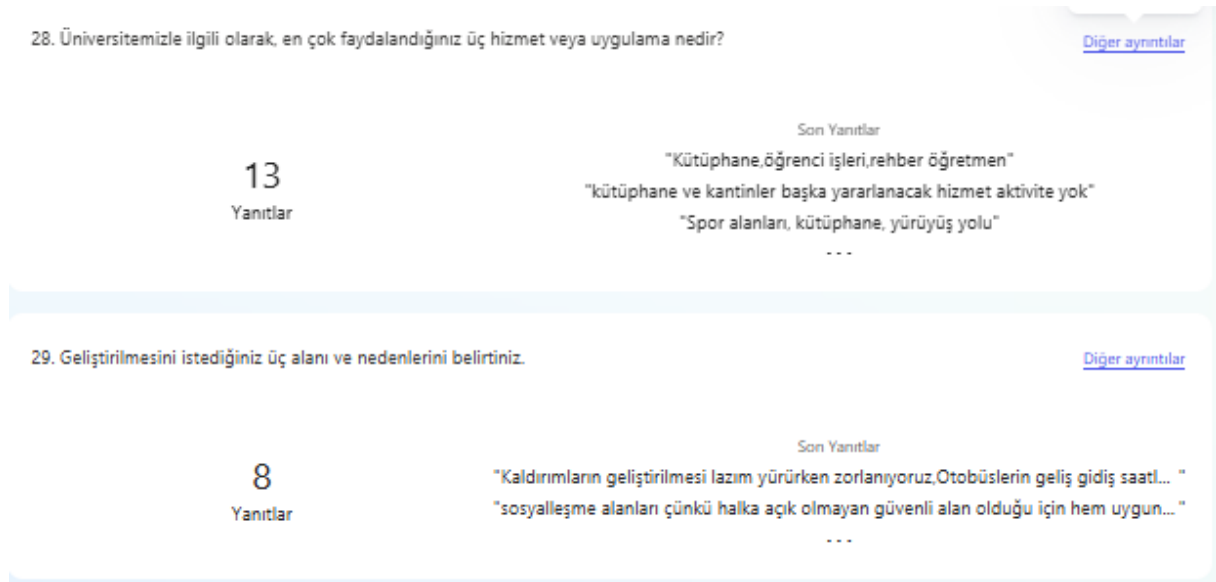 28. Üniversitemizle ilgili olarak, en çok faydalandığınız üç hizmet veya uygulama nedir?
Diğer ayrıntılar
13
Yanıtlar
Son Yanıtlar
"Kütüphane,öğrenci işleri,rehber öğretmen"
"kütüphane ve kantinler başka yararlanacak hizmet aktivite yok"
"Spor alanları, kütüphane, yürüyüş yolu"
- - -
29. Geliştirilmesini istediğiniz üç alanı ve nedenlerini belirtiniz.
Diğer ayrıntılar
8
Yanıtlar
Son Yanıtlar
"Kaldırımların geliştirilmesi lazım yürürken zorlanıyoruz,Otobüslerin geliş gidiş saatl... "
"sosyalleşme alanları çünkü halka açık olmayan güvenli alan olduğu için hem uygun... "
- - -